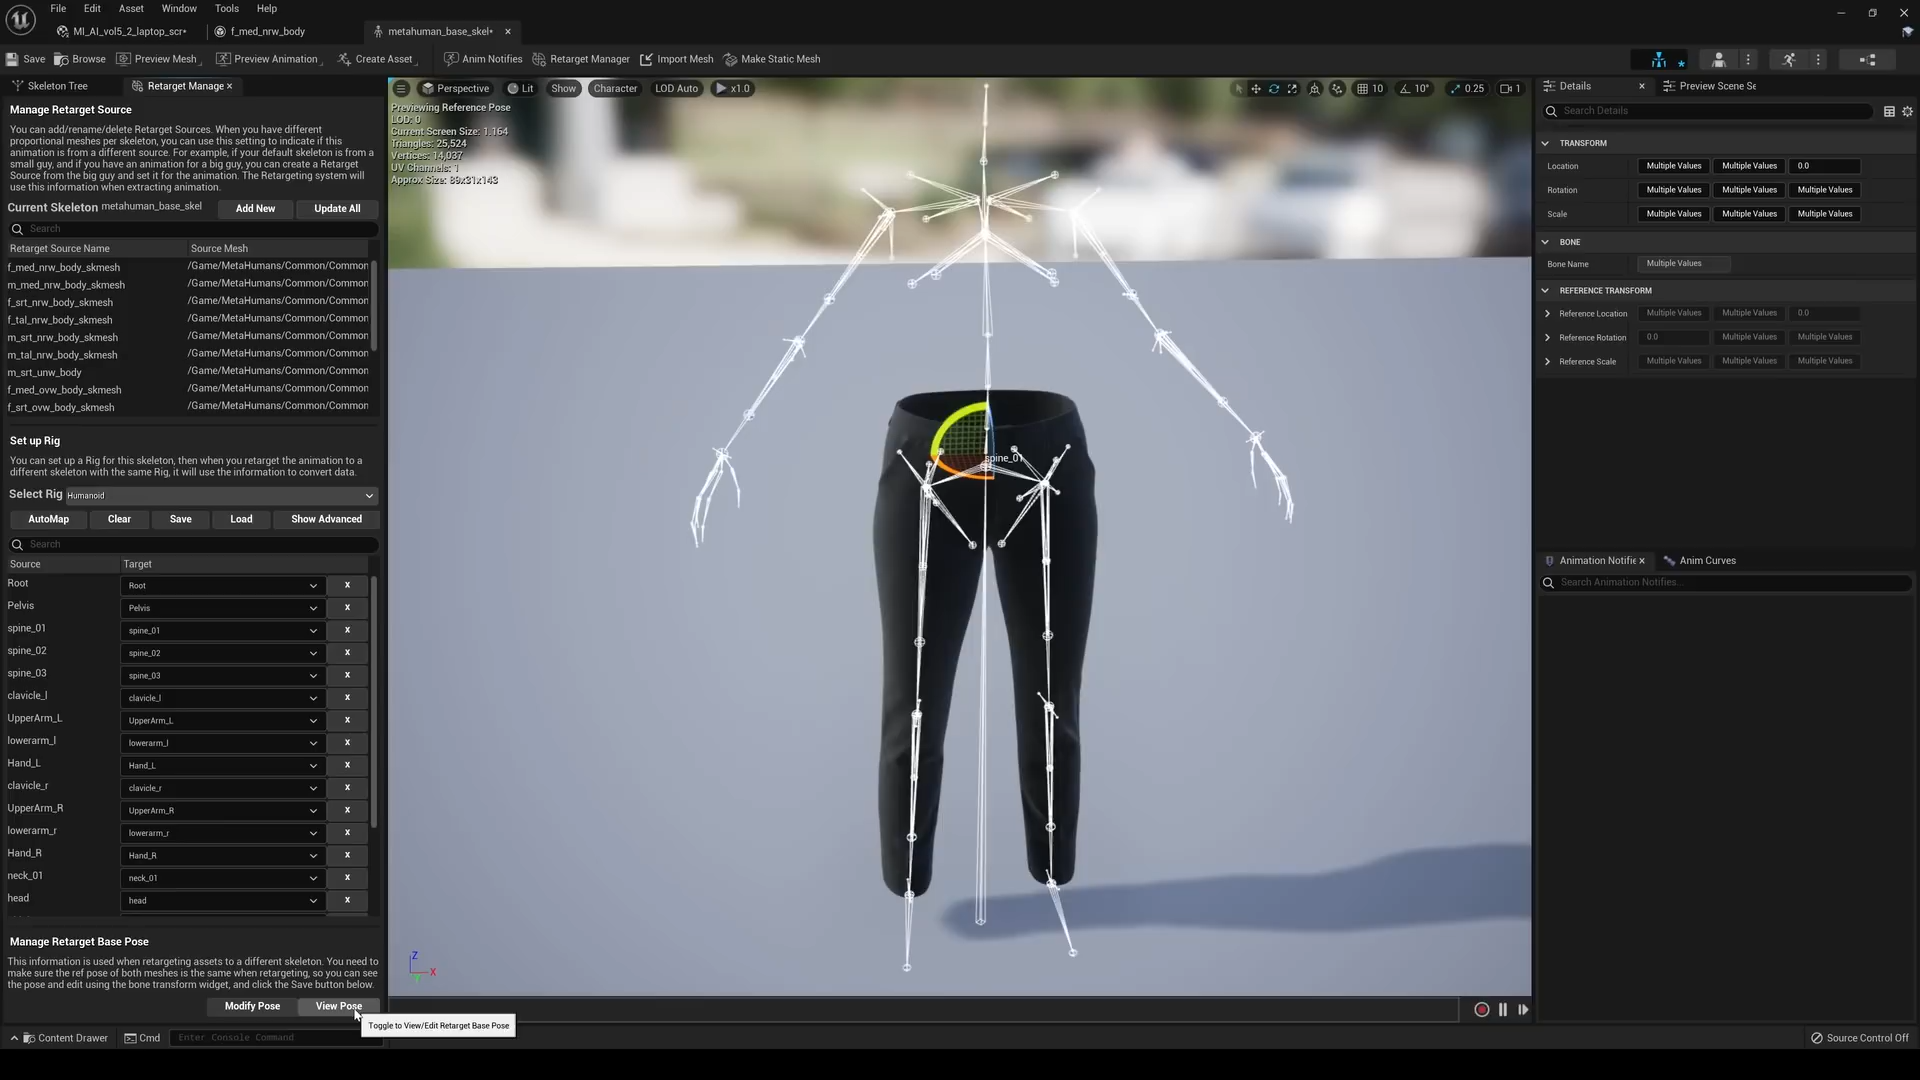 File Edit Asset Window Tools Help
MI_AI_vol5_2_laptop_scr*
f_med_nrw_body
metahuman_base_skel*
Save Browse Preview Mesh Preview Animation Create Asset Anim Notifies Retarget Manager Import Mesh Make Static Mesh
Skeleton Tree
Retarget Manage
Manage Retarget Source
You can add/rename/delete Retarget Sources. When you have different
proportional meshes per skeleton, you can use this setting to indicate if this
animation is from a different source. For example, if your default skeleton is from a
small guy, and if you have an animation for a big guy, you can create a Retarget
Source from the big guy and set it for the animation. The Retargeting system will
use this information when extracting animation.
Current Skeleton metahuman_base_skel Add New Update All
Search
Retarget Source Name Source Mesh
f_med_nrw_body_skmesh /Game/MetaHumans/Common/Common
m_med_nrw_body_skmesh /Game/MetaHumans/Common/Common
f_srt_nrw_body_skmesh /Game/MetaHumans/Common/Common
f_tal_nrw_body_skmesh /Game/MetaHumans/Common/Common
m_srt_nrw_body_skmesh /Game/MetaHumans/Common/Common
m_tal_nrw_body_skmesh /Game/MetaHumans/Common/Common
m_srt_unw_body /Game/MetaHumans/Common/Common
f_med_ovw_body_skmesh /Game/MetaHumans/Common/Common
f_srt_ovw_body_skmesh /Game/MetaHumans/Common/Common
Set up Rig
You can set up a Rig for this skeleton, then when you retarget the animation to a
different skeleton with the same Rig, it will use the information to convert data.
Select Rig Humanoid
AutoMap Clear Save Load Show Advanced
Search
Source Target
Root Root x
Pelvis Pelvis x
spine_01 spine_01 x
spine_02 spine_02 x
spine_03 spine_03 x
clavicle_l clavicle_l x
UpperArm_L UpperArm_L x
lowerarm_l lowerarm_l x
Hand_L Hand_L x
clavicle_r clavicle_r x
UpperArm_R UpperArm_R x
lowerarm_r lowerarm_r x
Hand_R Hand_R x
neck_01 neck_01 x
head head x
Manage Retarget Base Pose
This information is used when retargeting assets to a different skeleton. You need to
make sure the ref pose of both meshes is the same when retargeting, so you can see
the pose and edit using the bone transform widget, and click the Save button below.
Modify Pose View Pose
Toggle to View/Edit Retarget Base Pose
Content Drawer Cmd Enter Console Command
Perspective Lit Show Character LOD Auto x1.0
10 10° 0.25 1
Previewing Reference Pose
LOD: 0
Current Screen Size: 1.164
Triangles: 25,524
Vertices: 14,037
UV Channels: 1
Approx Size: 89x31x143
spine_01
Z
X
Y
Details
Preview Scene Se
Search Details
TRANSFORM
Location Multiple Values Multiple Values 0.0
Rotation Multiple Values Multiple Values Multiple Values
Scale Multiple Values Multiple Values Multiple Values
BONE
Bone Name Multiple Values
REFERENCE TRANSFORM
Reference Location Multiple Values Multiple Values 0.0
Reference Rotation 0.0 Multiple Values Multiple Values
Reference Scale Multiple Values Multiple Values Multiple Values
Animation Notifie
Anim Curves
Search Animation Notifies...
Source Control Off